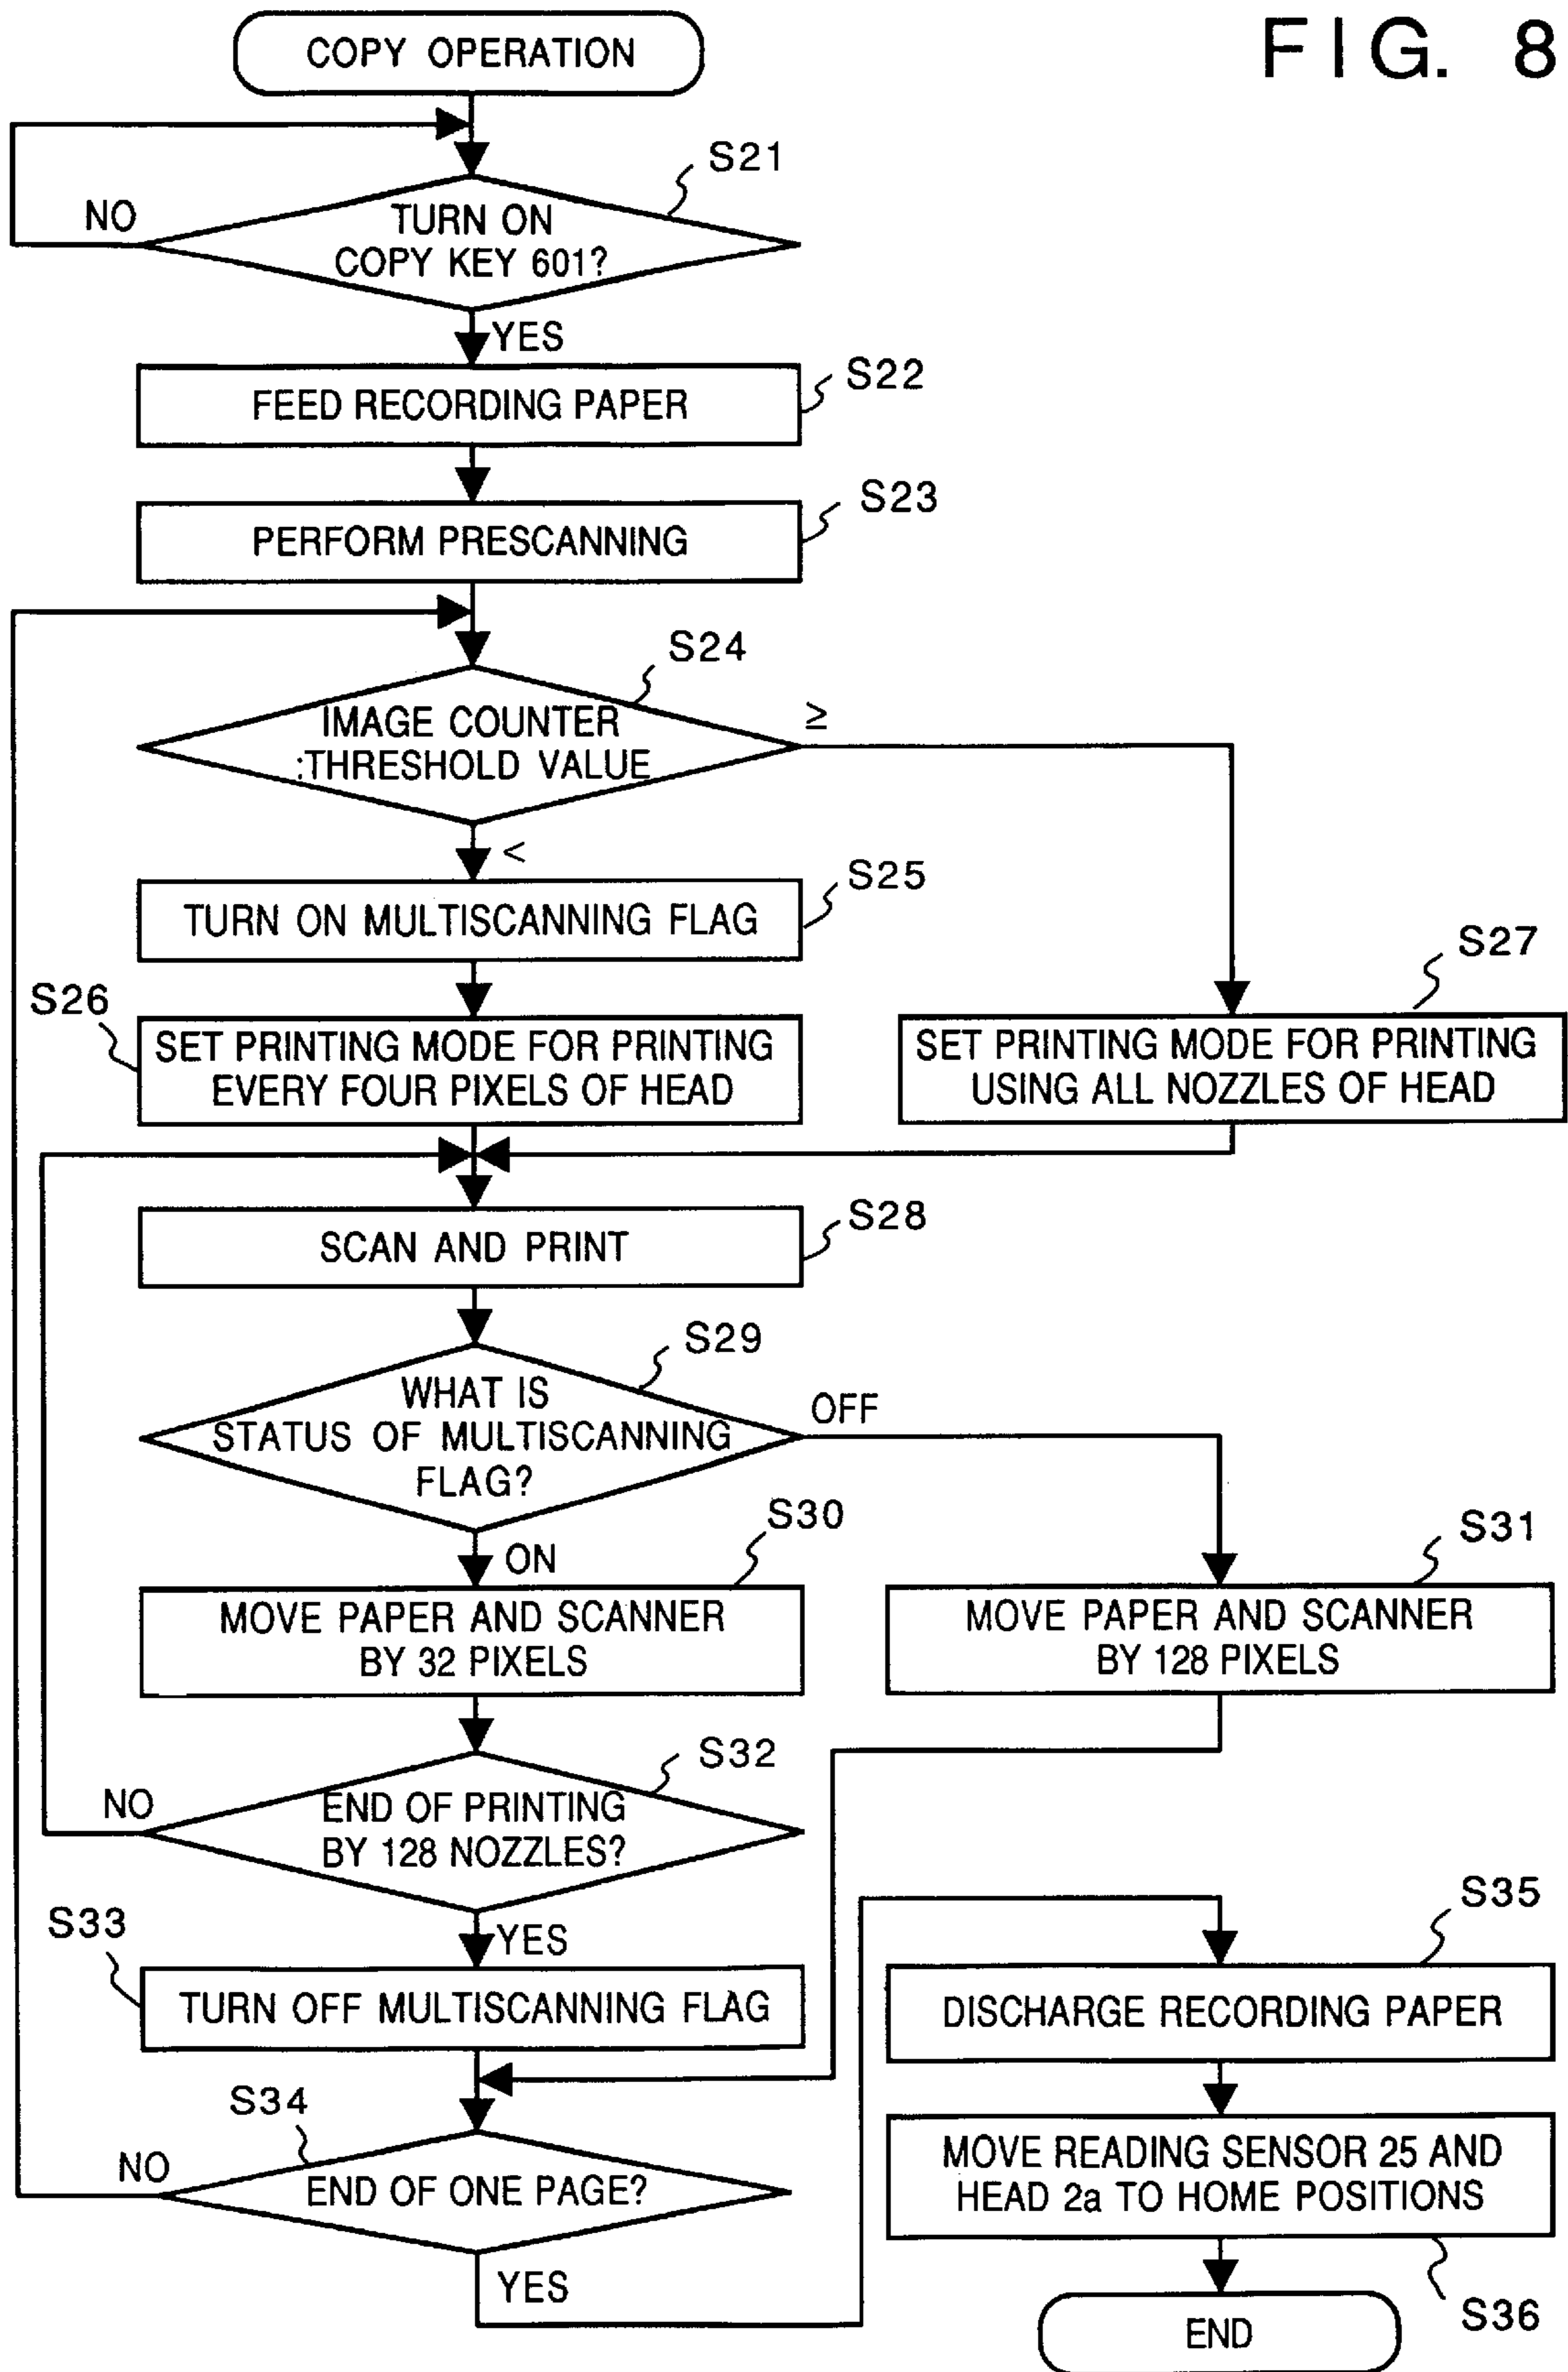 FIG. 8
COPY OPERATION
S21
NO
TURN ON
COPY KEY 601?
YES
S22
FEED RECORDING PAPER
S23
PERFORM PRESCANNING
S24
IMAGE COUNTER
:THRESHOLD VALUE
≥
<
S25
TURN ON MULTISCANNING FLAG
S26
SET PRINTING MODE FOR PRINTING
EVERY FOUR PIXELS OF HEAD
S27
SET PRINTING MODE FOR PRINTING
USING ALL NOZZLES OF HEAD
S28
SCAN AND PRINT
S29
WHAT IS
STATUS OF MULTISCANNING
FLAG?
OFF
ON
S30
MOVE PAPER AND SCANNER
BY 32 PIXELS
S31
MOVE PAPER AND SCANNER
BY 128 PIXELS
S32
NO
END OF PRINTING
BY 128 NOZZLES?
YES
S33
TURN OFF MULTISCANNING FLAG
S34
NO
END OF ONE PAGE?
YES
S35
DISCHARGE RECORDING PAPER
MOVE READING SENSOR 25 AND
HEAD 2a TO HOME POSITIONS
S36
END